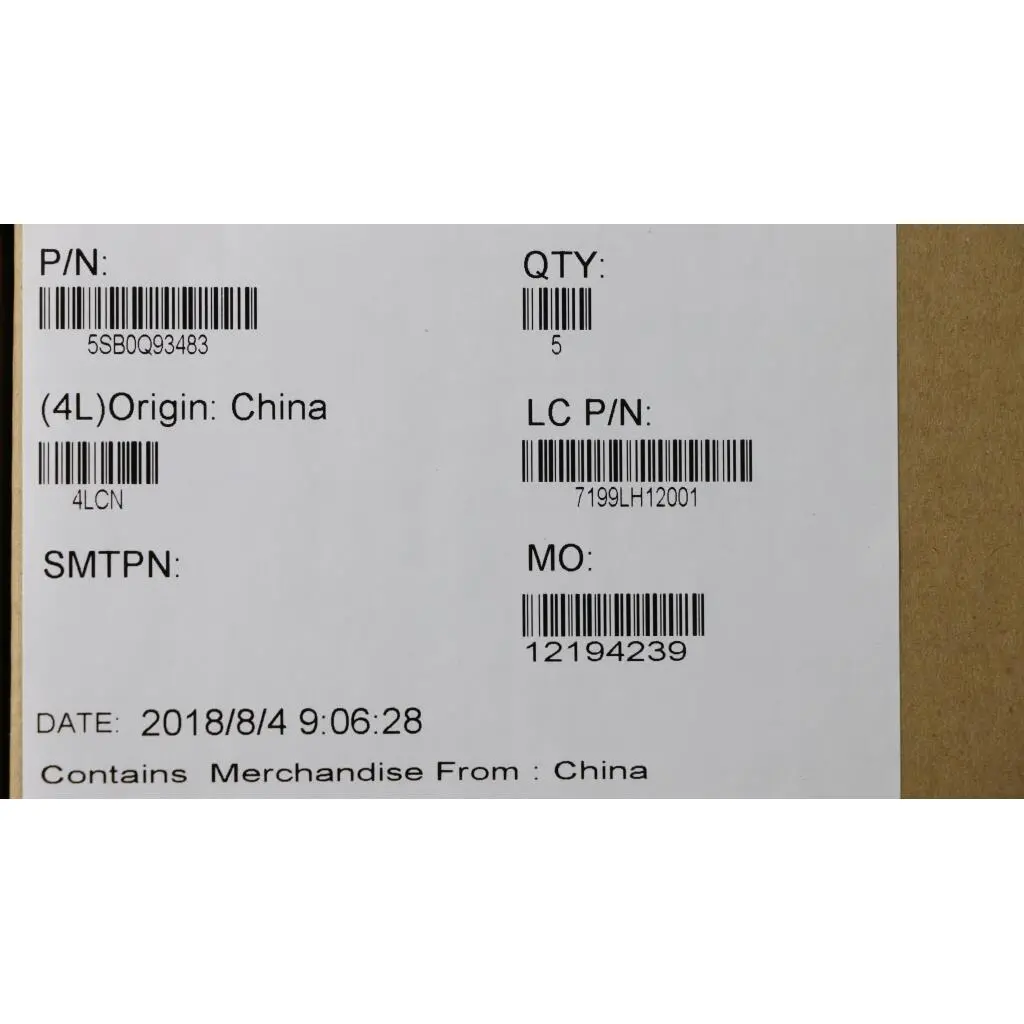 P/N:
5SB0Q93483
QTY:
5
(4L)Origin: China
4LCN
LC P/N:
7199LH12001
SMTPN:
MO:
12194239
DATE: 2018/8/4 9:06:28
Contains Merchandise From : China